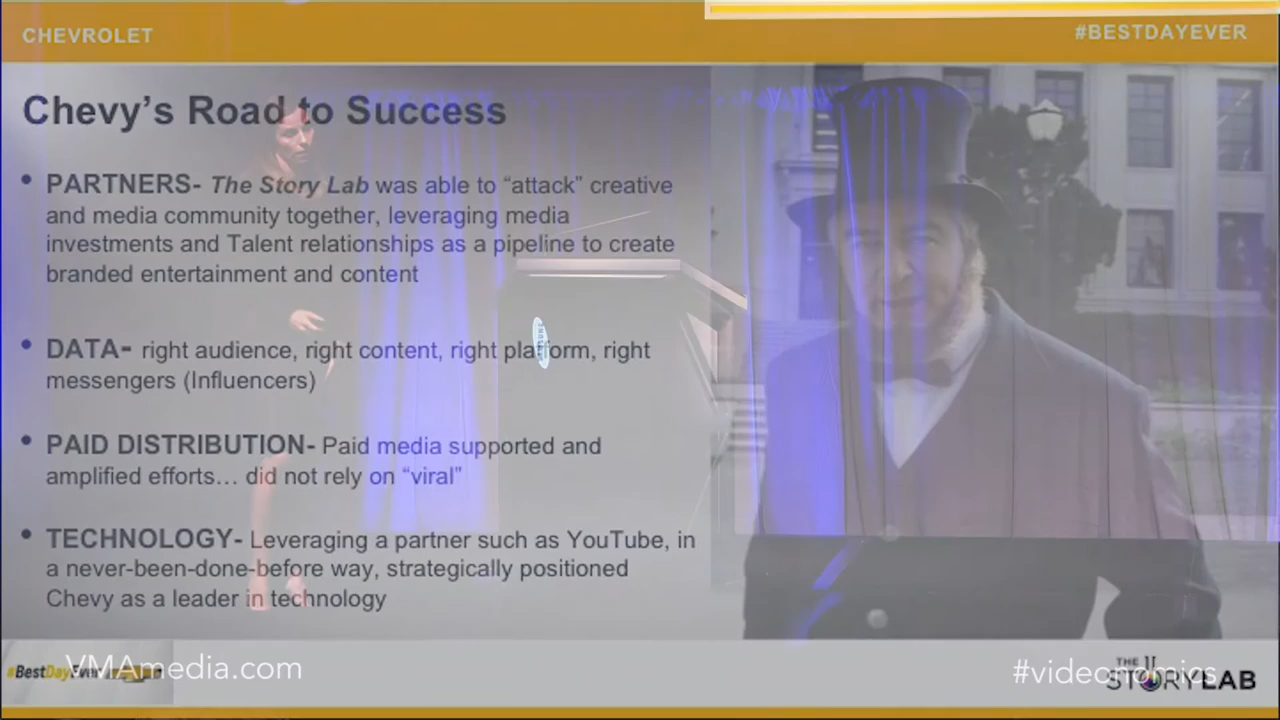 CHEVROLET
#BESTDAYEVER
Chevy's Road to Success
• PARTNERS- The Story Lab was able to “attack” creative
and media community together, leveraging media
investments and Talent relationships as a pipeline to create
branded entertainment and content
• DATA- right audience, right content, right platform, right
messengers (Influencers)
• PAID DISTRIBUTION- Paid media supported and
amplified efforts… did not rely on “viral”
• TECHNOLOGY- Leveraging a partner such as YouTube, in
a never-been-done-before way, strategically positioned
Chevy as a leader in technology
#BestDayEver
VMAmedia.com
#videonomics
THE
STORYLAB